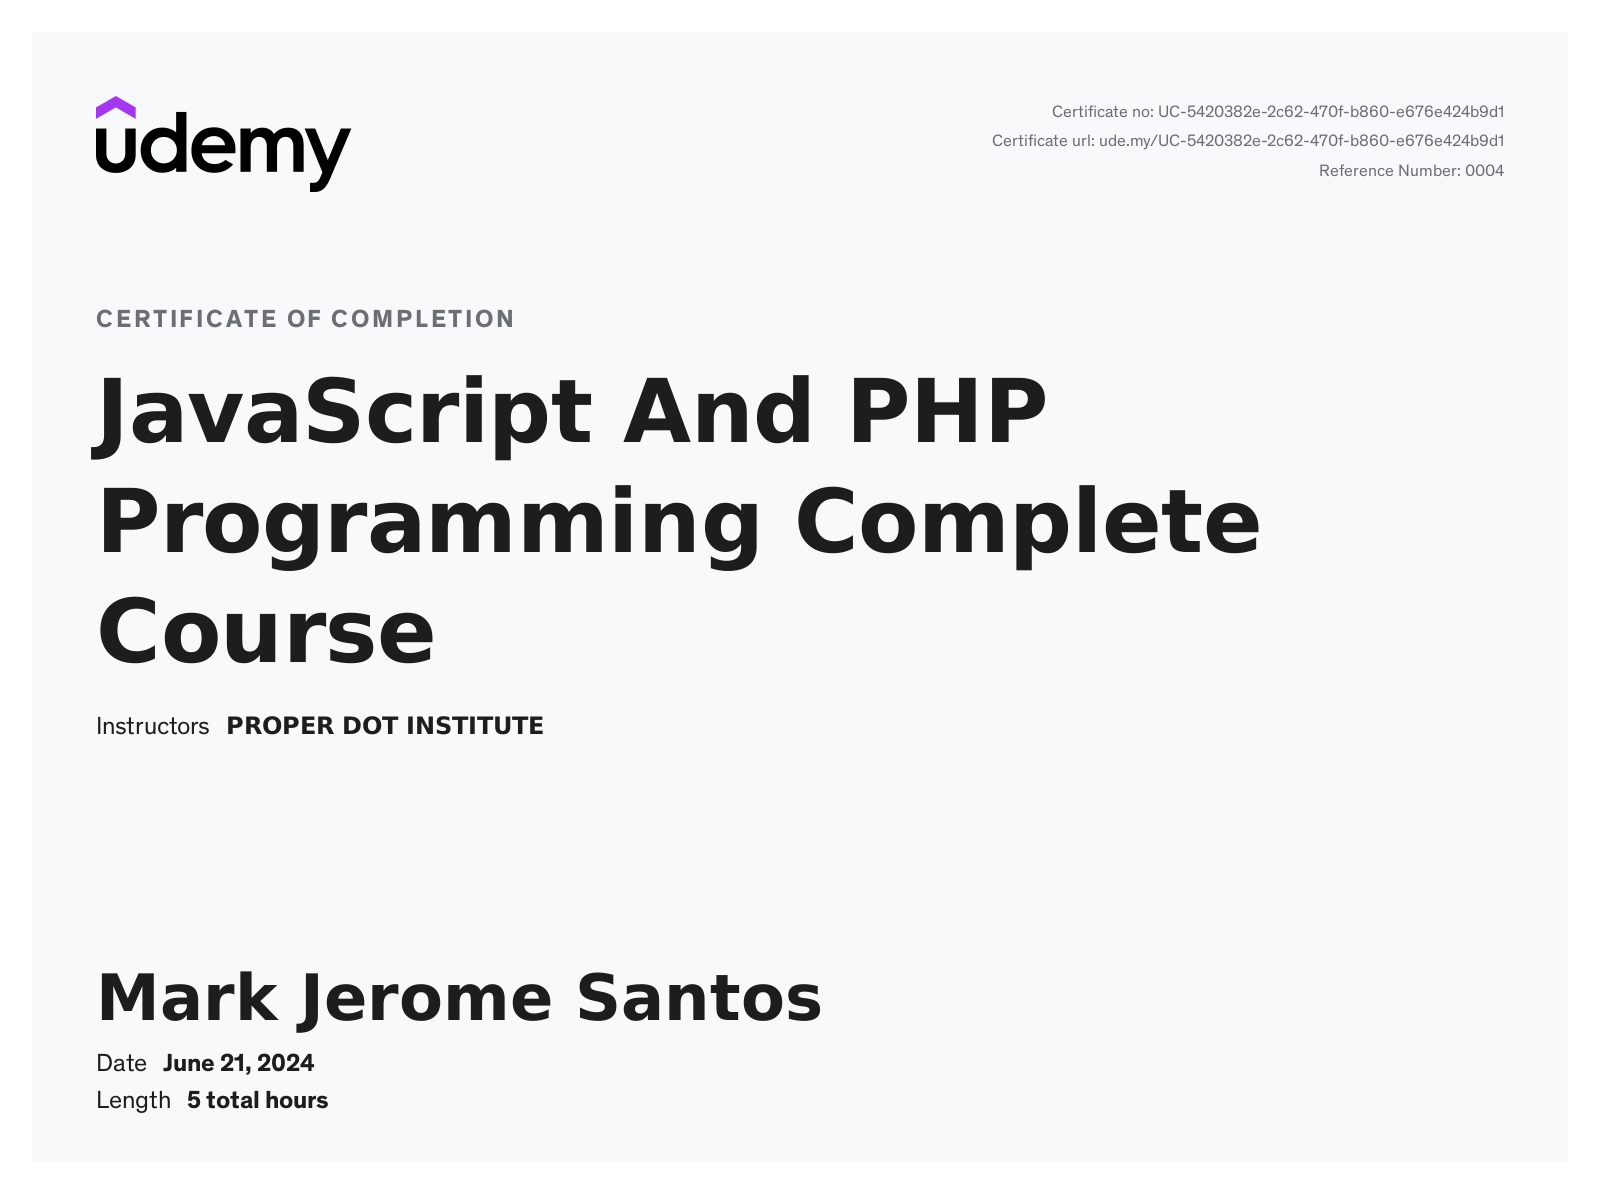 udemy
Certificate no: UC-5420382e-2c62-470f-b860-e676e424b9d1
Certificate url: ude.my/UC-5420382e-2c62-470f-b860-e676e424b9d1
Reference Number: 0004
CERTIFICATE OF COMPLETION
JavaScript And PHP
Programming Complete
Course
Instructors PROPER DOT INSTITUTE
Mark Jerome Santos
Date June 21, 2024
Length 5 total hours